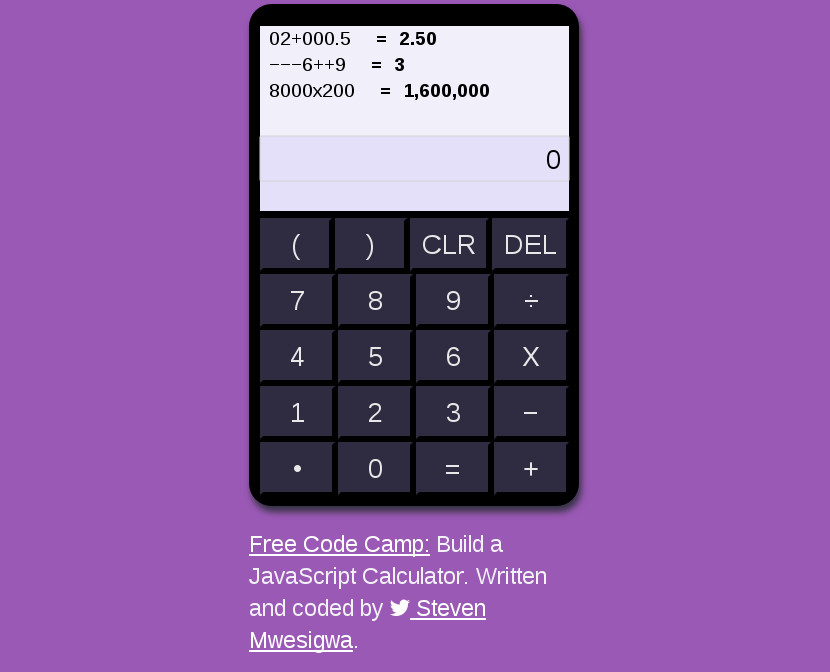 02+000.5 = 2.50
−−−6++9 = 3
8000x200 = 1,600,000
0
( ) CLR DEL
7 8 9 ÷
4 5 6 X
1 2 3 −
• 0 = +
Free Code Camp: Build a
JavaScript Calculator. Written
and coded by Steven
Mwesigwa.